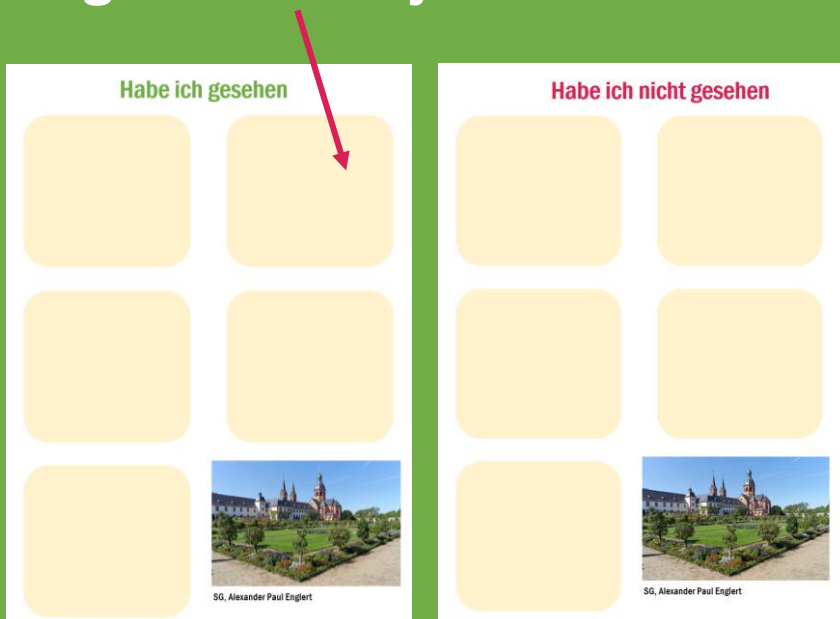 Habe ich gesehen
SG, Alexander Paul Englert
Habe ich nicht gesehen
SG, Alexander Paul Englert